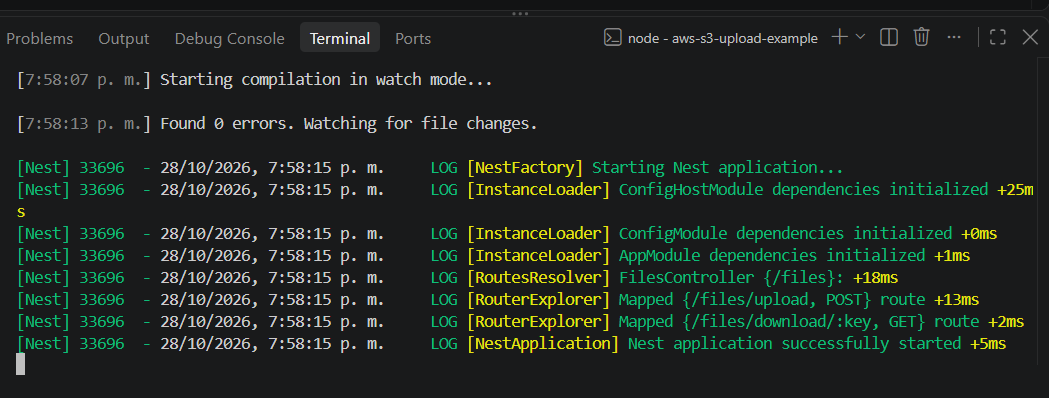 Problems Output Debug Console Terminal Ports node - aws-s3-upload-example
[7:58:07 p. m.] Starting compilation in watch mode...
[7:58:13 p. m.] Found 0 errors. Watching for file changes.
[Nest] 33696  - 28/10/2026, 7:58:15 p. m.     LOG [NestFactory] Starting Nest application...
[Nest] 33696  - 28/10/2026, 7:58:15 p. m.     LOG [InstanceLoader] ConfigHostModule dependencies initialized +25m
s
[Nest] 33696  - 28/10/2026, 7:58:15 p. m.     LOG [InstanceLoader] ConfigModule dependencies initialized +0ms
[Nest] 33696  - 28/10/2026, 7:58:15 p. m.     LOG [InstanceLoader] AppModule dependencies initialized +1ms
[Nest] 33696  - 28/10/2026, 7:58:15 p. m.     LOG [RoutesResolver] FilesController {/files}: +18ms
[Nest] 33696  - 28/10/2026, 7:58:15 p. m.     LOG [RouterExplorer] Mapped {/files/upload, POST} route +13ms
[Nest] 33696  - 28/10/2026, 7:58:15 p. m.     LOG [RouterExplorer] Mapped {/files/download/:key, GET} route +2ms
[Nest] 33696  - 28/10/2026, 7:58:15 p. m.     LOG [NestApplication] Nest application successfully started +5ms